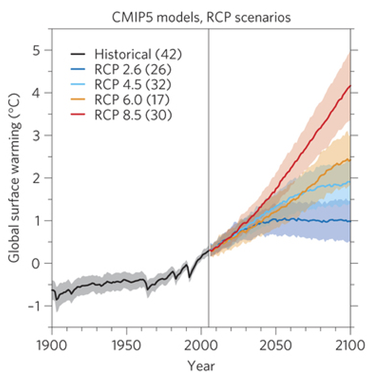 CMIP5 models, RCP scenarios
5
4
3
2
1
0
−1
Global surface warming (°C)
Historical (42)
RCP 2.6 (26)
RCP 4.5 (32)
RCP 6.0 (17)
RCP 8.5 (30)
1900
1950
2000
2050
2100
Year